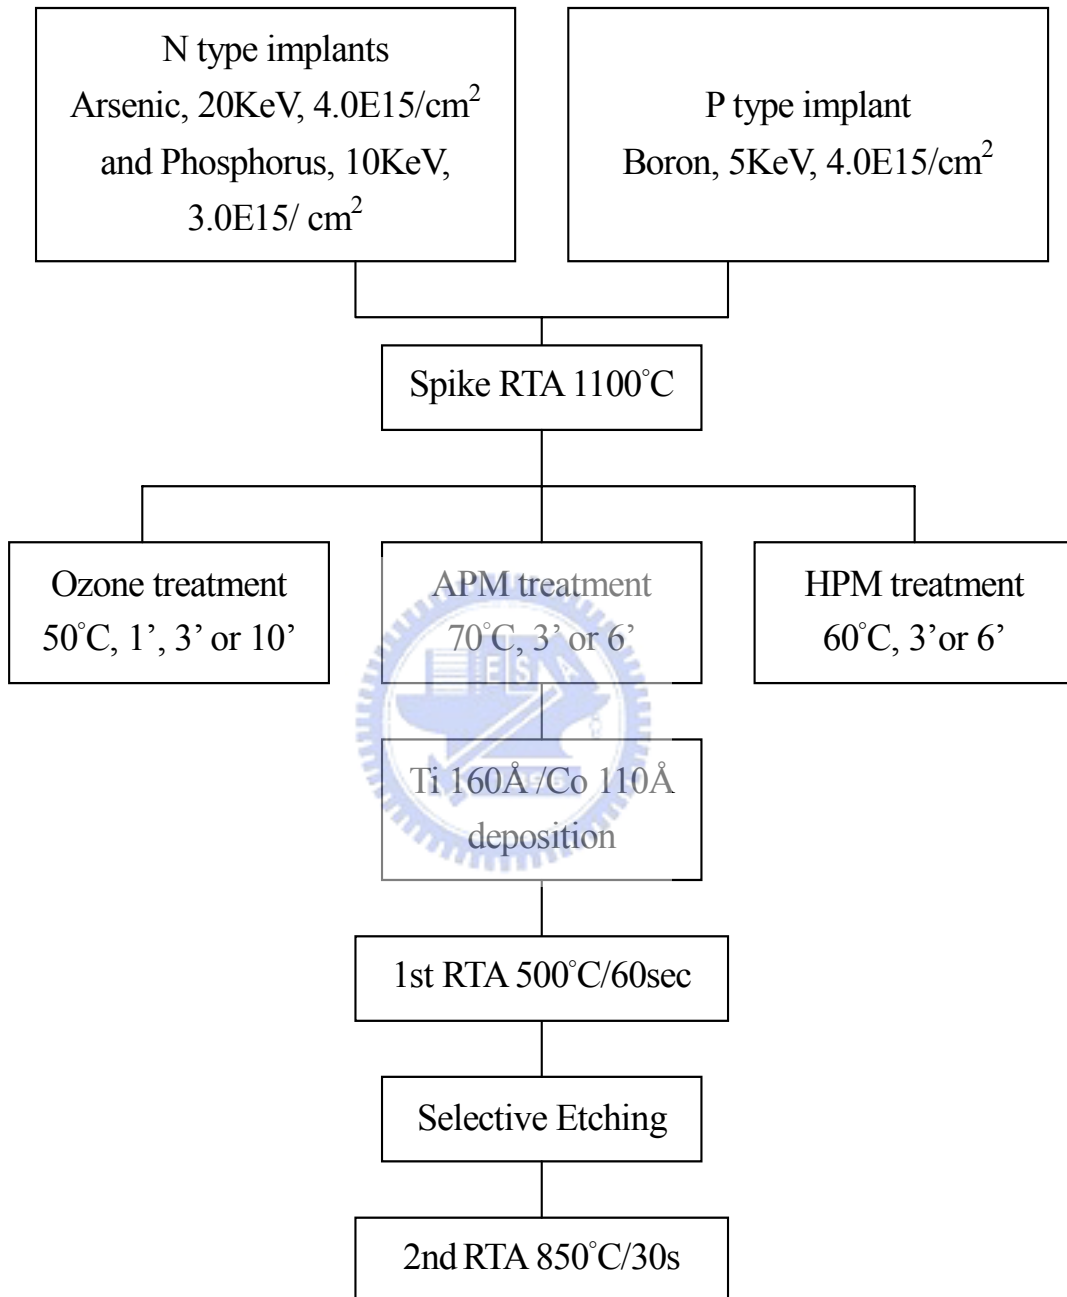 N type implants
Arsenic, 20KeV, 4.0E15/cm²
and Phosphorus, 10KeV,
3.0E15/ cm²
P type implant
Boron, 5KeV, 4.0E15/cm²
Spike RTA 1100°C
Ozone treatment
50°C, 1’, 3’ or 10’
APM treatment
70°C, 3’ or 6’
HPM treatment
60°C, 3’or 6’
ESA
Ti 160Å /Co 110Å
deposition
1st RTA 500°C/60sec
Selective Etching
2nd RTA 850°C/30s